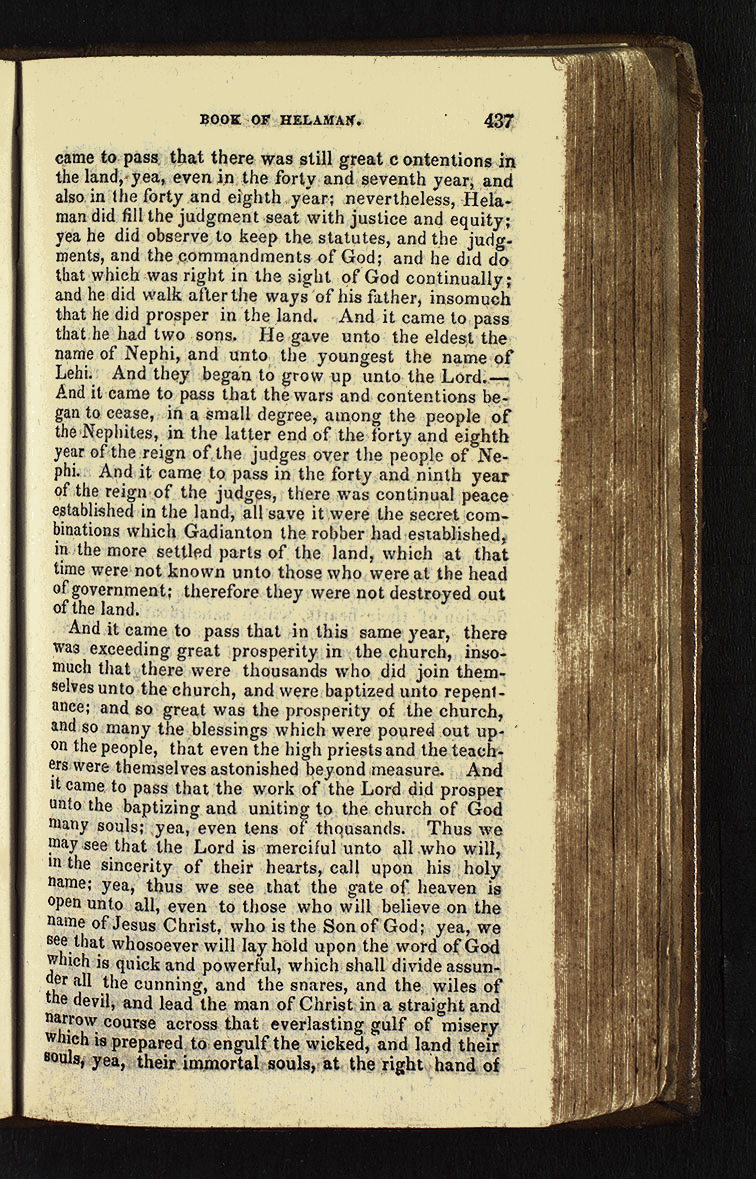 BOOK OF HELAMAN. 437
came to pass that there was still great c ontentions in
the land, yea, even in the forty and seventh year, and
also in the forty and eighth year; nevertheless, Hela-
man did fill the judgment seat with justice and equity;
yea he did observe to keep the statutes, and the judg-
ments, and the commandments of God; and he did do
that which was right in the sight of God continually;
and he did walk after the ways of his father, insomuch
that he did prosper in the land. And it came to pass
that he had two sons. He gave unto the eldest the
name of Nephi, and unto the youngest the name of
Lehi. And they began to grow up unto the Lord.—
And it came to pass that the wars and contentions be-
gan to cease, in a small degree, among the people of
the Nephites, in the latter end of the forty and eighth
year of the reign of the judges over the people of Ne-
phi. And it came to pass in the forty and ninth year
of the reign of the judges, there was continual peace
established in the land, all save it were the secret com-
binations which Gadianton the robber had established,
in the more settled parts of the land, which at that
time were not known unto those who were at the head
of government; therefore they were not destroyed out
of the land.
And it came to pass that in this same year, there
was exceeding great prosperity in the church, inso-
much that there were thousands who did join them-
selves unto the church, and were baptized unto repent-
ance; and so great was the prosperity of the church,
and so many the blessings which were poured out up-
on the people, that even the high priests and the teach-
ers were themselves astonished beyond measure. And
it came to pass that the work of the Lord did prosper
unto the baptizing and uniting to the church of God
many souls; yea, even tens of thousands. Thus we
may see that the Lord is merciful unto all who will,
in the sincerity of their hearts, call upon his holy
name; yea, thus we see that the gate of heaven is
open unto all, even to those who will believe on the
name of Jesus Christ, who is the Son of God; yea, we
see that whosoever will lay hold upon the word of God
which is quick and powerful, which shall divide assun-
der all the cunning, and the snares, and the wiles of
the devil, and lead the man of Christ in a straight and
narrow course across that everlasting gulf of misery
which is prepared to engulf the wicked, and land their
souls, yea, their immortal souls, at the right hand of